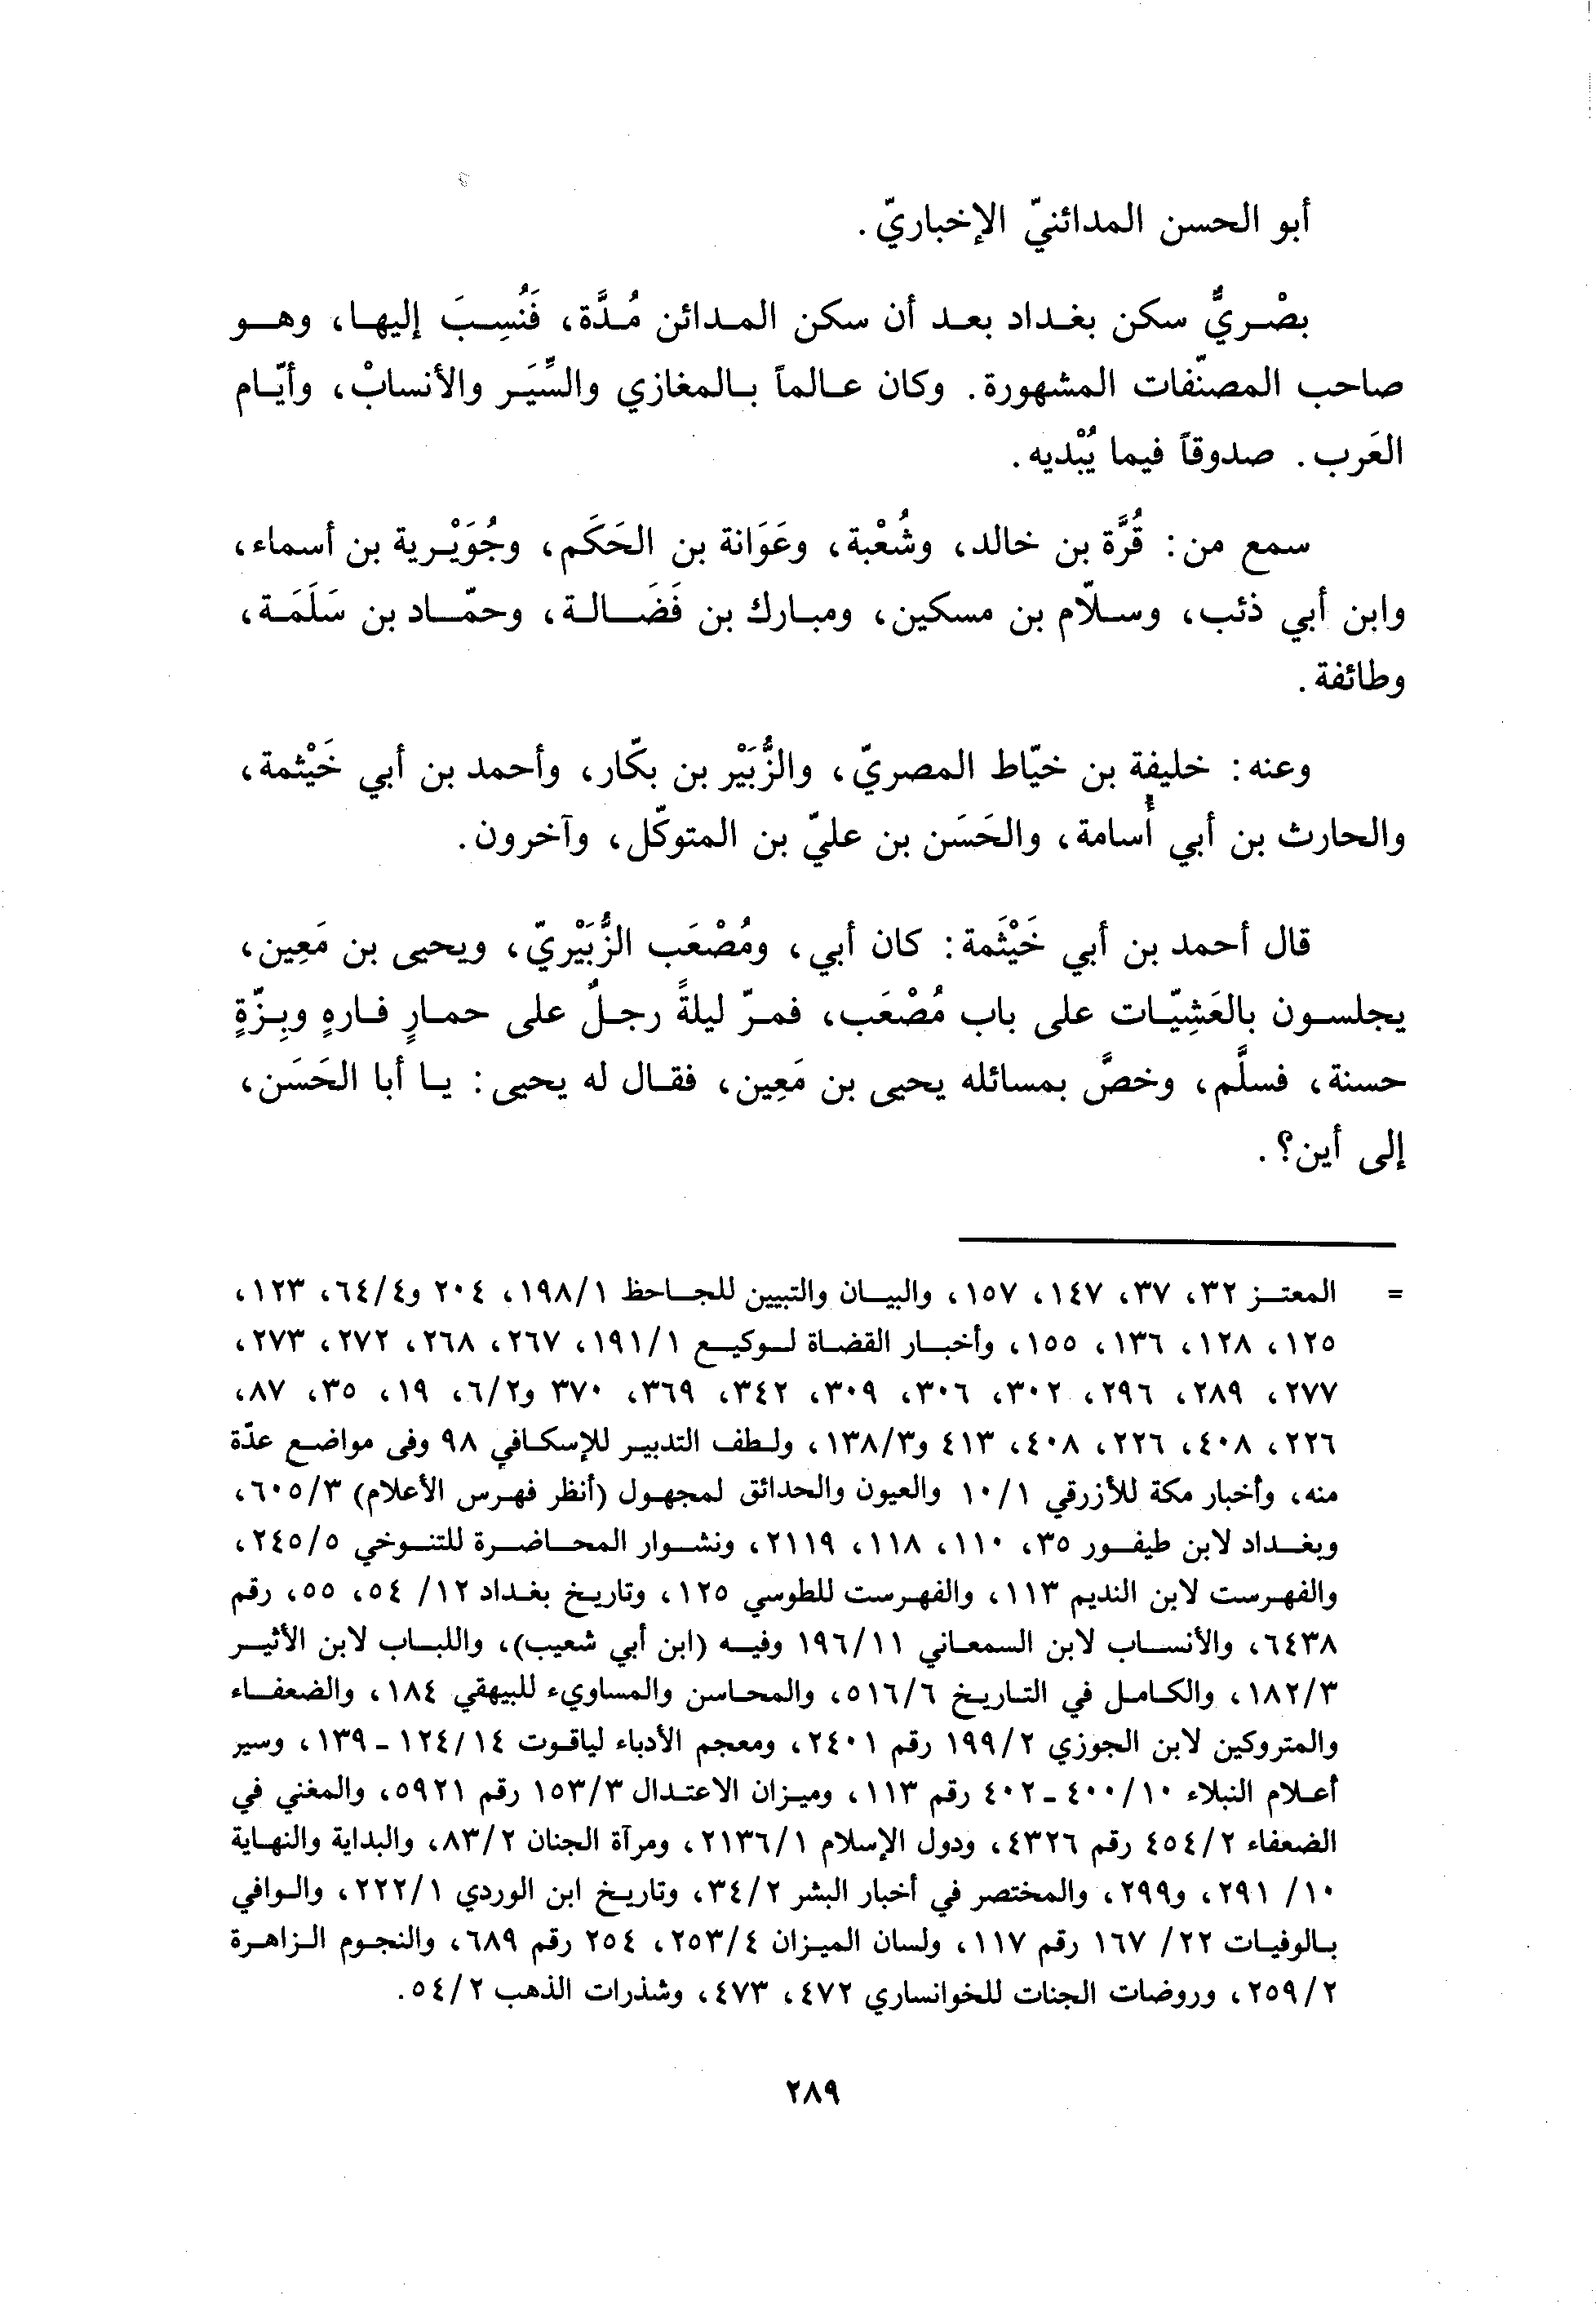 أبو الحسن المدائنيّ الإخباريّ.
بصْريٌّ سكن بغداد بعد أن سكن المدائن مُدَّة، فَنُسِبَ إليها، وهو
صاحب المصنّفات المشهورة. وكان عالماً بالمغازي والسِّيَر والأنسابْ، وأيّام
العَرب. صدوقاً فيما يُبْديه.
سمع من: قُرَّة بن خالد، وشُعْبة، وعَوَانة بن الحَكَم، وجُوَيْرية بن أسماء،
وابن أبي ذئب، وسلّام بن مسكين، ومبارك بن فَضَالة، وحمّاد بن سَلَمَة،
وطائفة.
وعنه: خليفة بن خيّاط المصريّ، والزُّبَيْر بن بكّار، وأحمد بن أبي خَيْثمة،
والحارث بن أبي أُسامة، والحَسَن بن عليّ بن المتوكّل، وآخرون.
قال أحمد بن أبي خَيْثَمة: كان أبي، ومُصْعَب الزُّبَيْريّ، ويحيى بن مَعِين،
يجلسون بالعَشِيّات على باب مُصْعَب، فمرّ ليلةً رجلٌ على حمارٍ فارهٍ وبِزّةٍ
حسنة، فسلَّم، وخصَّ بمسائله يحيى بن مَعِين، فقال له يحيى: يا أبا الحَسَن،
إلى أين؟.
= المعتز ٣٢، ٣٧، ١٤٧، ١٥٧، والبيان والتبيين للجاحظ ١/١٩٨، ٢٠٤ و٤/٦٤، ١٢٣،
١٢٥، ١٢٨، ١٣٦، ١٥٥، وأخبار القضاة لوكيع ١/١٩١، ٢٦٧، ٢٦٨، ٢٧٢، ٢٧٣،
٢٧٧، ٢٨٩، ٢٩٦، ٣٠٢، ٣٠٦، ٣٠٩، ٣٤٢، ٣٦٩، ٣٧٠ و٢/٦، ١٩، ٣٥، ٨٧،
٢٢٦، ٤٠٨، ٢٢٦، ٤٠٨، ٤١٣ و٣/١٣٨، ولطف التدبير للإسكافي ٩٨ وفى مواضع عدّة
منه، وأخبار مكة للأزرقي ١/١٠ والعيون والحدائق لمجهول (أنظر فهرس الأعلام) ٣/٦٠٥،
وبغداد لابن طيفور ٣٥، ١١٠، ١١٨، ٢١١٩، ونشوار المحاضرة للتنوخي ٥/٢٤٥،
والفهرست لابن النديم ١١٣، والفهرست للطوسي ١٢٥، وتاريخ بغداد ١٢/ ٥٤، ٥٥، رقم
٦٤٣٨، والأنساب لابن السمعاني ١١/١٩٦ وفيه (ابن أبي شعيب)، واللباب لابن الأثير
٣/١٨٢، والكامل في التاريخ ٦/٥١٦، والمحاسن والمساويء للبيهقي ١٨٤، والضعفاء
والمتروكين لابن الجوزي ٢/١٩٩ رقم ٢٤٠١، ومعجم الأدباء لياقوت ١٤/١٢٤ - ١٣٩، وسير
أعلام النبلاء ١٠/٤٠٠ - ٤٠٢ رقم ١١٣، وميزان الاعتدال ٣/١٥٣ رقم ٥٩٢١، والمغني في
الضعفاء ٢/٤٥٤ رقم ٤٣٢٦، ودول الإسلام ١/٢١٣٦، ومرآة الجنان ٢/٨٣، والبداية والنهاية
١٠/ ٢٩١، و٢٩٩، والمختصر في أخبار البشر ٢/٣٤، وتاريخ ابن الوردي ١/٢٢٢، والوافي
بالوفيات ٢٢/ ١٦٧ رقم ١١٧، ولسان الميزان ٤/٢٥٣، ٢٥٤ رقم ٦٨٩، والنجوم الزاهرة
٢/٢٥٩، وروضات الجنات للخوانساري ٤٧٢، ٤٧٣، وشذرات الذهب ٢/٥٤.
٢٨٩